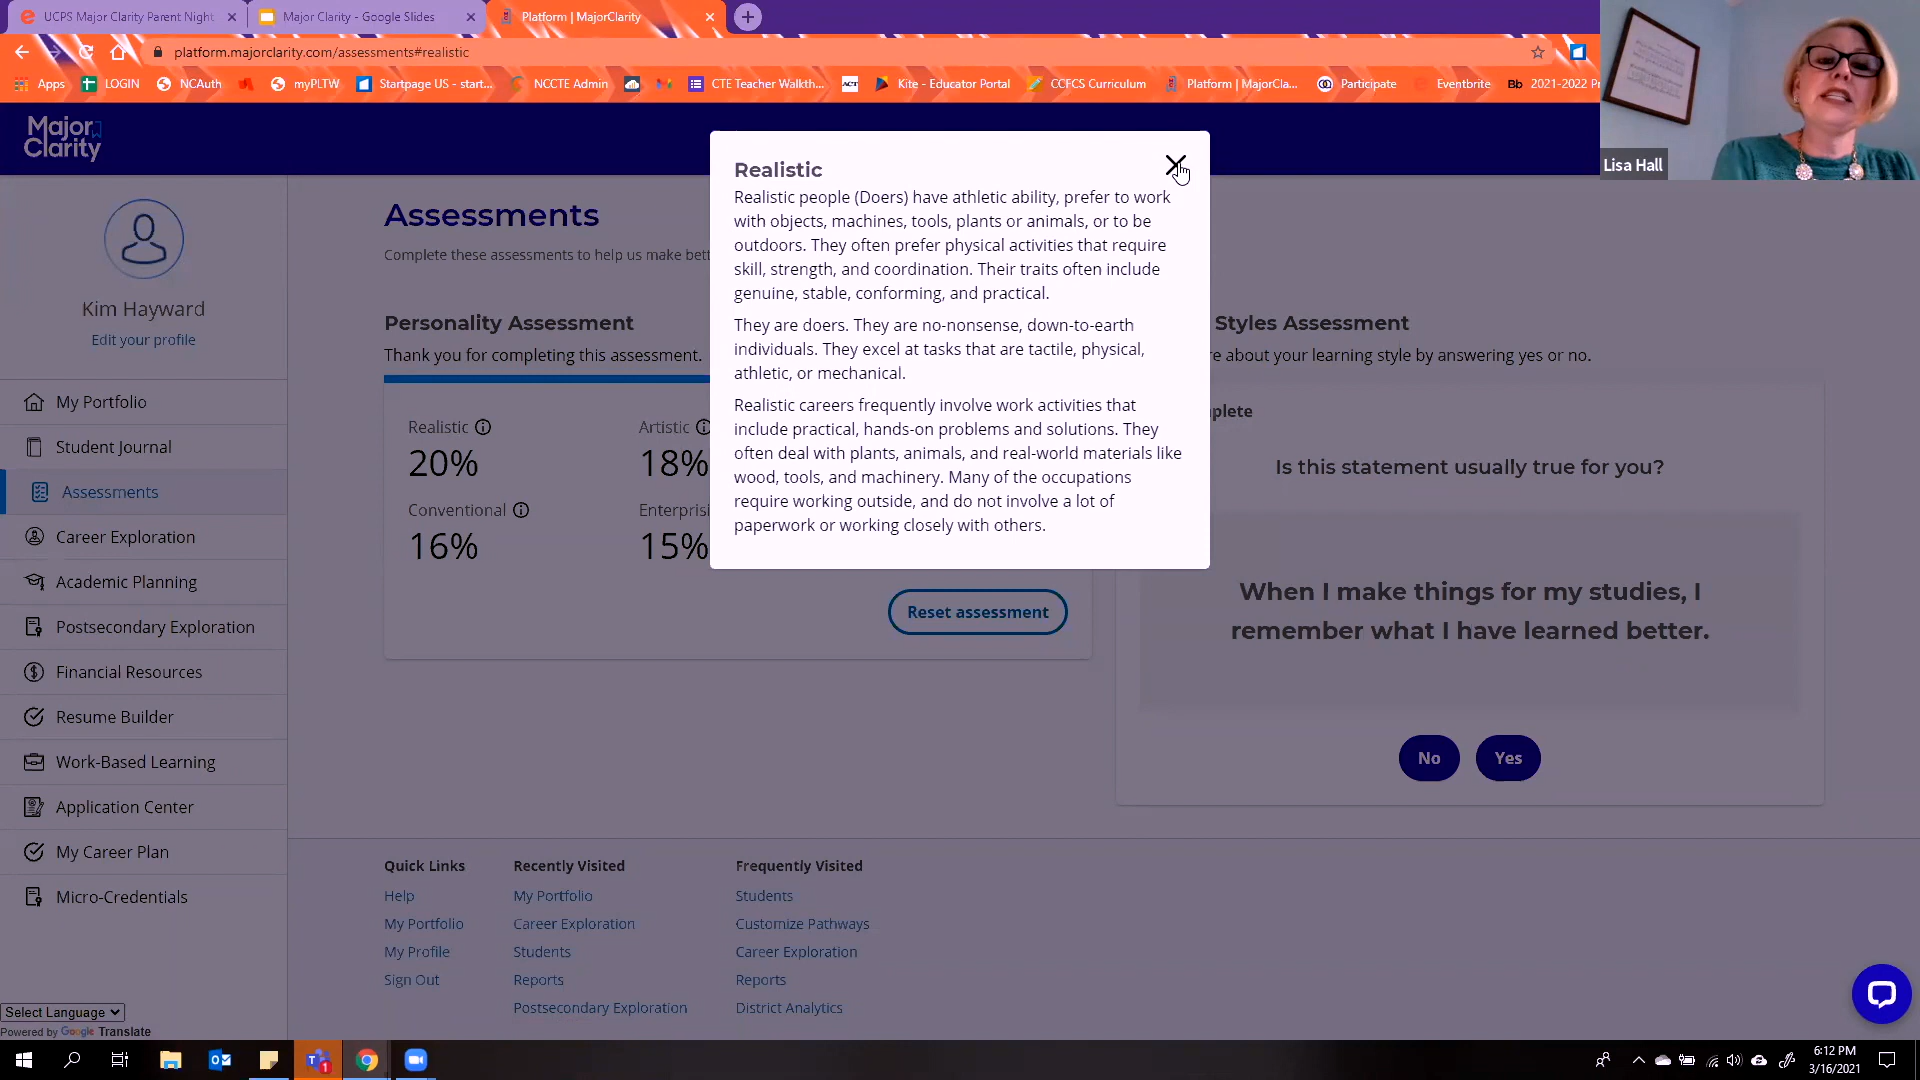 UCPS Major Clarity Parent Night
Major Clarity - Google Slides
Platform | MajorClarity
platform.majorclarity.com/assessments#realistic
Apps
LOGIN
NCAuth
myPLTW
Startpage US - start...
NCCTE Admin
CTE Teacher Walkth...
ACT
Kite - Educator Portal
CCFCS Curriculum
Platform | MajorCla...
Participate
Eventbrite
Bb 2021-2022 Pr
Lisa Hall
Major
Clarity
Kim Hayward
Edit your profile
My Portfolio
Student Journal
Assessments
Career Exploration
Academic Planning
Postsecondary Exploration
Financial Resources
Resume Builder
Work-Based Learning
Application Center
My Career Plan
Micro-Credentials
Select Language
Powered by Google Translate
Assessments
Complete these assessments to help us make bett
Personality Assessment
Thank you for completing this assessment.
Realistic
20%
Artistic
18%
Conventional
16%
Enterprisi
15%
Reset assessment
Realistic
Realistic people (Doers) have athletic ability, prefer to work
with objects, machines, tools, plants or animals, or to be
outdoors. They often prefer physical activities that require
skill, strength, and coordination. Their traits often include
genuine, stable, conforming, and practical.
They are doers. They are no-nonsense, down-to-earth
individuals. They excel at tasks that are tactile, physical,
athletic, or mechanical.
Realistic careers frequently involve work activities that
include practical, hands-on problems and solutions. They
often deal with plants, animals, and real-world materials like
wood, tools, and machinery. Many of the occupations
require working outside, and do not involve a lot of
paperwork or working closely with others.
Styles Assessment
re about your learning style by answering yes or no.
plete
Is this statement usually true for you?
When I make things for my studies, I
remember what I have learned better.
No
Yes
Quick Links
Help
My Portfolio
My Profile
Sign Out
Recently Visited
My Portfolio
Career Exploration
Students
Reports
Postsecondary Exploration
Frequently Visited
Students
Customize Pathways
Career Exploration
Reports
District Analytics
6:12 PM
3/16/2021